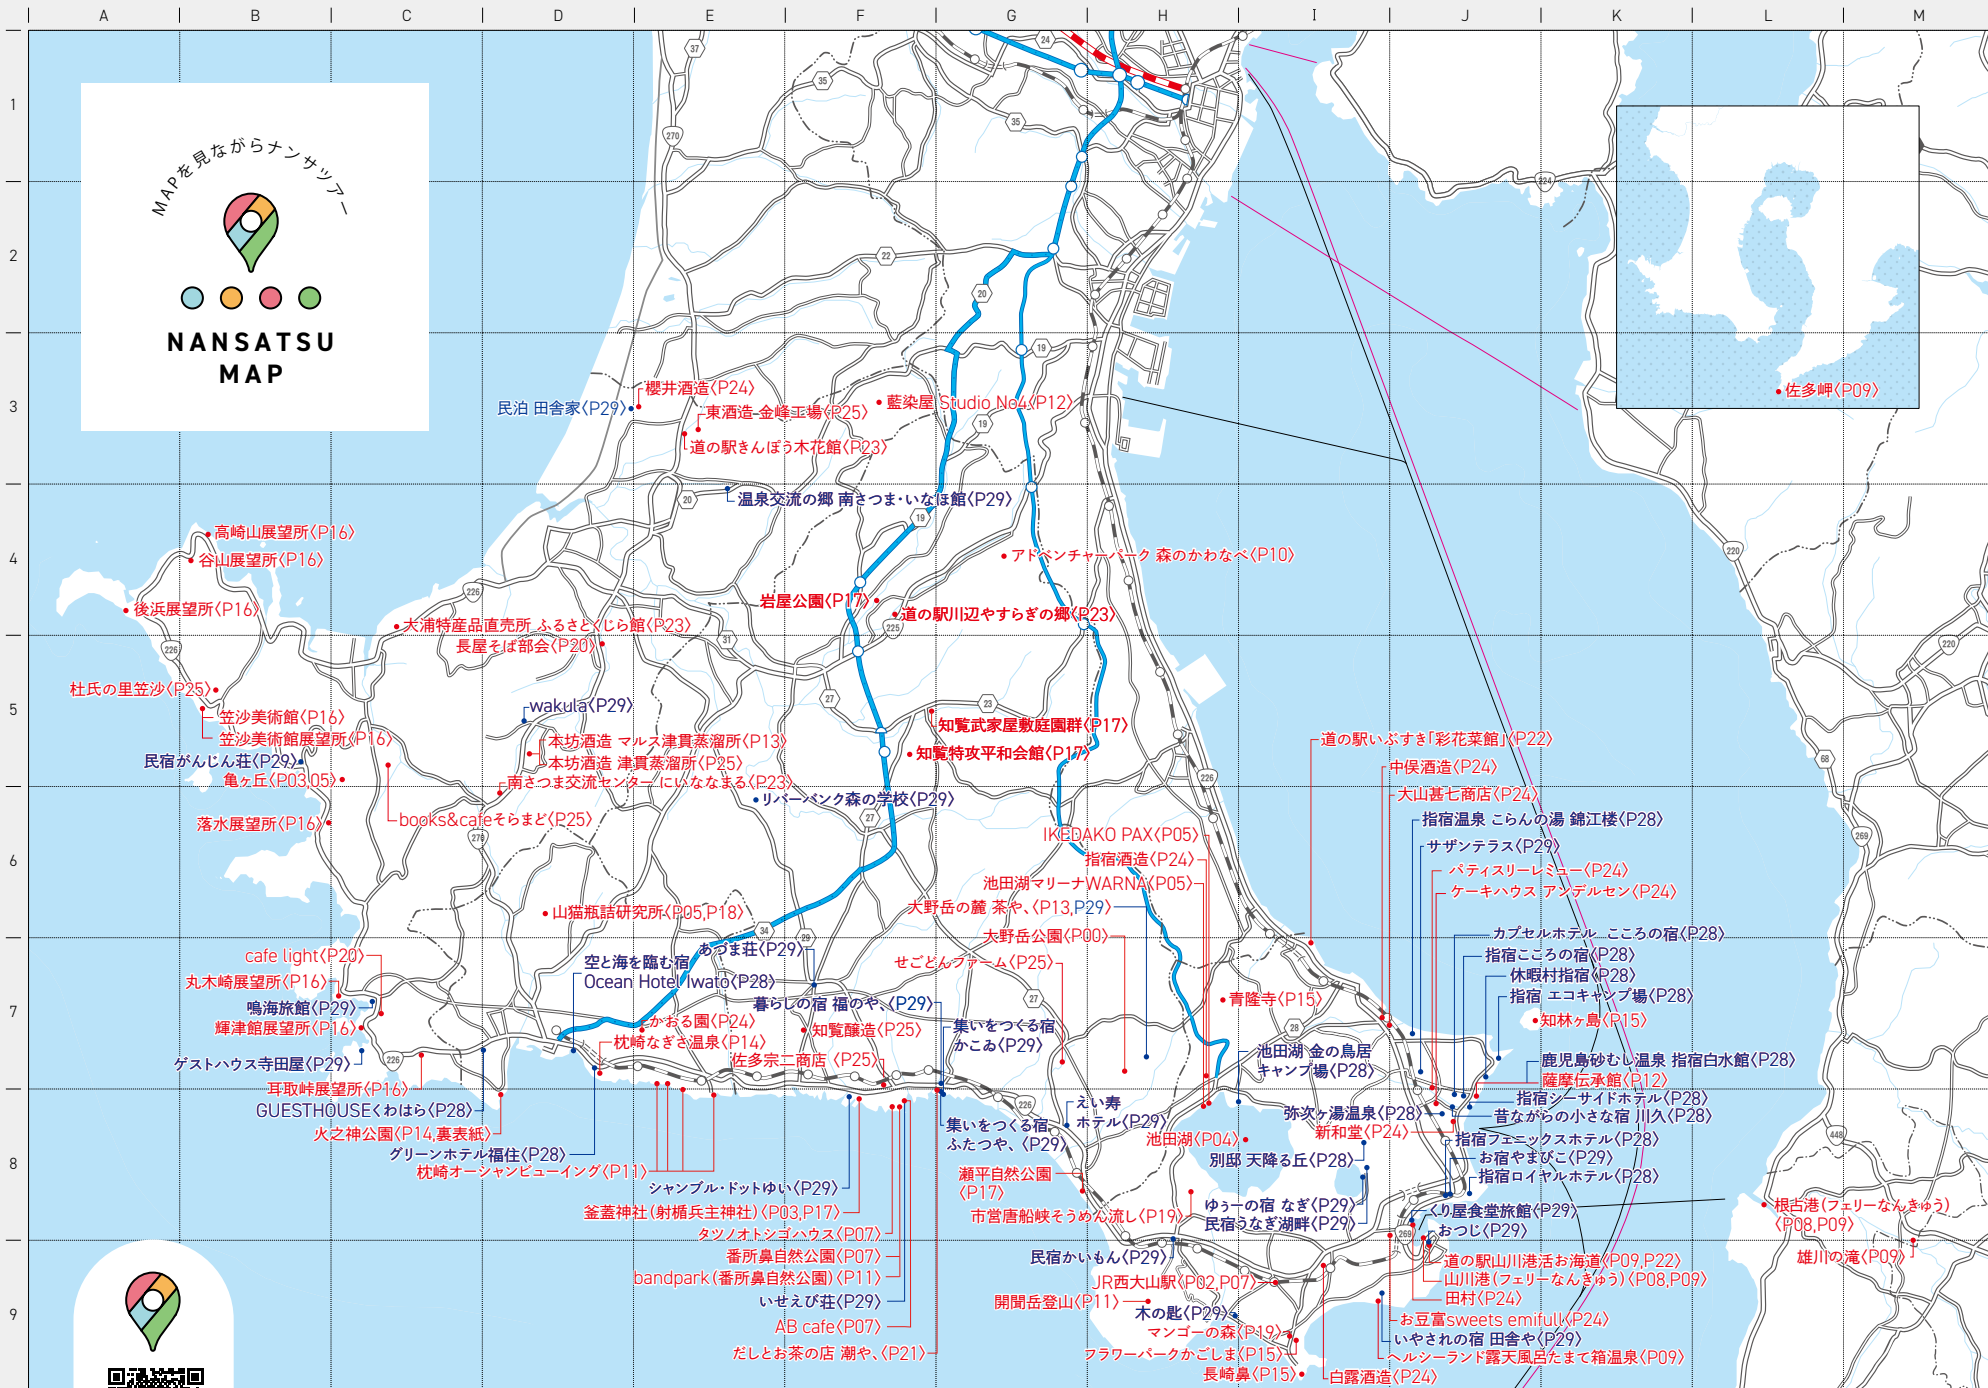 A B C D E F G H I J K L M
1
2
3
4
5
6
7
8
9
MAPを見ながらナンサツツアー
NANSATSU
MAP
24
37
35
35
270
224
22
20
19
櫻井酒造〈P24〉
民泊 田舎家〈P29〉
東酒造 金峰工場〈P25〉
藍染屋 Studio No4〈P12〉
佐多岬〈P09〉
19
道の駅きんぽう木花館〈P23〉
20
温泉交流の郷 南さつま・いなほ館〈P29〉
19
高崎山展望所〈P16〉
谷山展望所〈P16〉
アドベンチャーパーク 森のかわなべ〈P10〉
220
226
後浜展望所〈P16〉
岩屋公園〈P17〉
道の駅川辺やすらぎの郷〈P23〉
225
大浦特産品直売所 ふるさとくじら館〈P23〉
長屋そば部会〈P20〉
31
226
220
杜氏の里笠沙〈P25〉
笠沙美術館〈P16〉
笠沙美術館展望所〈P16〉
wakula〈P29〉
27
23
知覧武家屋敷庭園群〈P17〉
知覧特攻平和会館〈P17〉
本坊酒造 マルス津貫蒸溜所〈P13〉
本坊酒造 津貫蒸溜所〈P25〉
道の駅いぶすき「彩花菜館」〈P22〉
民宿がんじん荘〈P29〉
亀ヶ丘〈P03,05〉
南さつま交流センター にいななまる〈P23〉
中俣酒造〈P24〉
226
68
大山甚七商店〈P24〉
リバーバンク森の学校〈P29〉
27
落水展望所〈P16〉
books&cafeそらまど〈P25〉
270
指宿温泉 こらんの湯 錦江楼〈P28〉
IKEDAKO PAX〈P05〉
269
サザンテラス〈P29〉
指宿酒造〈P24〉
パティスリーレミュー〈P24〉
池田湖マリーナWARNA〈P05〉
ケーキハウス アンデルセン〈P24〉
山猫瓶詰研究所〈P05,P18〉
大野岳の麓 茶や、〈P13,P29〉
34
29
大野岳公園〈P00〉
カプセルホテル こころの宿〈P28〉
あづま荘〈P29〉
cafe light〈P20〉
空と海を臨む宿
Ocean Hotel Iwato〈P28〉
せごどんファーム〈P25〉
指宿こころの宿〈P28〉
休暇村指宿〈P28〉
丸木崎展望所〈P16〉
指宿 エコキャンプ場〈P28〉
暮らしの宿 福のや、〈P29〉
27
青隆寺〈P15〉
鳴海旅館〈P29〉
輝津館展望所〈P16〉
かおる園〈P24〉
知覧醸造〈P25〉
集いをつくる宿
かこゐ〈P29〉
28
知林ヶ島〈P15〉
枕崎なぎさ温泉〈P14〉
ゲストハウス寺田屋〈P29〉
226
佐多宗二商店〈P25〉
池田湖 金の鳥居
キャンプ場〈P28〉
鹿児島砂むし温泉 指宿白水館〈P28〉
薩摩伝承館〈P12〉
耳取峠展望所〈P16〉
指宿シーサイドホテル〈P28〉
GUESTHOUSEくわはら〈P28〉
226
えい寿
ホテル〈P29〉
弥次ヶ湯温泉〈P28〉
昔ながらの小さな宿 川久〈P28〉
火之神公園〈P14,裏表紙〉
集いをつくる宿
ふたつや、〈P29〉
新和堂〈P24〉
448
グリーンホテル福住〈P28〉
池田湖〈P04〉
指宿フェニックスホテル〈P28〉
枕崎オーシャンビューイング〈P11〉
別邸 天降る丘〈P28〉
お宿やまびこ〈P29〉
シャンブル・ドットゆい〈P29〉
瀬平自然公園
〈P17〉
指宿ロイヤルホテル〈P28〉
釜蓋神社(射楯兵主神社)〈P03,P17〉
市営唐船峡そうめん流し〈P19〉
ゆぅーの宿 なぎ〈P29〉
くり屋食堂旅館〈P29〉
根占港(フェリーなんきゅう)
〈P08,P09〉
民宿うなぎ湖畔〈P29〉
タツノオトシゴハウス〈P07〉
269
おつじ〈P29〉
番所鼻自然公園〈P07〉
民宿かいもん〈P29〉
雄川の滝〈P09〉
道の駅山川港活お海道〈P09,P22〉
bandpark(番所鼻自然公園)〈P11〉
JR西大山駅〈P02,P07〉
山川港(フェリーなんきゅう)〈P08,P09〉
いせえび荘〈P29〉
開聞岳登山〈P11〉
田村〈P24〉
木の匙〈P29〉
お豆富sweets emifull〈P24〉
AB cafe〈P07〉
マンゴーの森〈P19〉
いやされの宿 田舎や〈P29〉
だしとお茶の店 潮や、〈P21〉
フラワーパークかごしま〈P15〉
ヘルシーランド露天風呂たまて箱温泉〈P09〉
長崎鼻〈P15〉
白露酒造〈P24〉